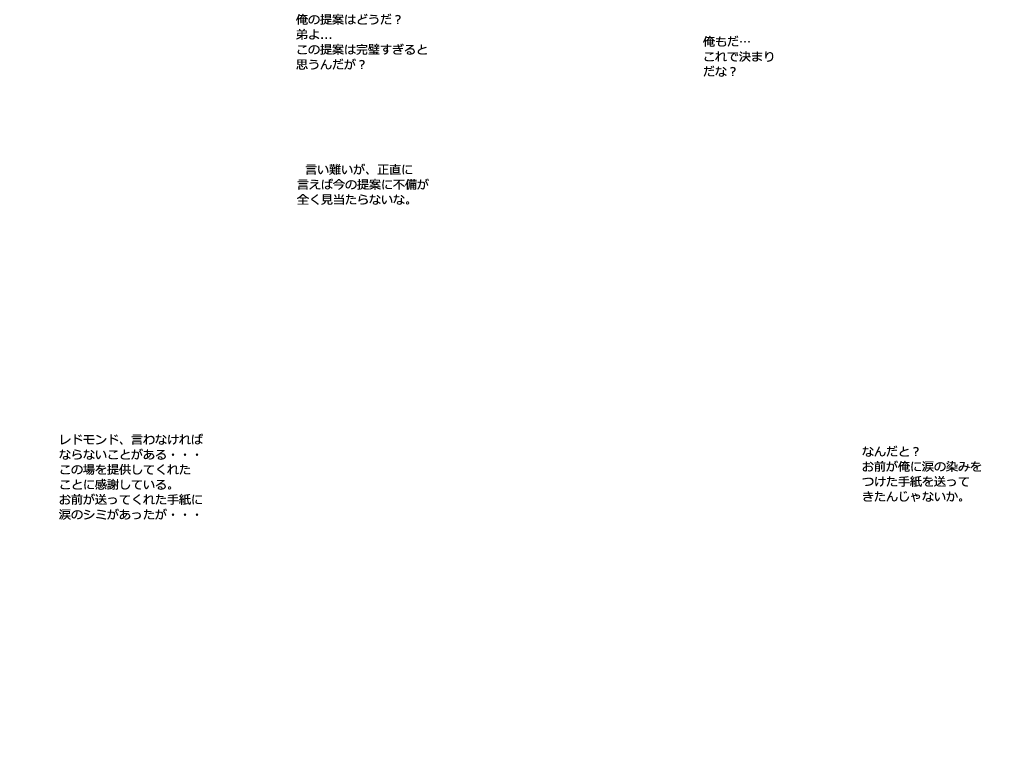 俺の提案はどうだ？
弟よ…
この提案は完璧すぎると
思うんだが？
言い難いが、正直に
言えば今の提案に不備が
全く見当たらないな。
俺もだ…
これで決まり
だな？
レドモンド、言わなければ
ならないことがある・・・
この場を提供してくれた
ことに感謝している。
お前が送ってくれた手紙に
涙のシミがあったが・・・
なんだと？
お前が俺に涙の染みを
つけた手紙を送って
きたんじゃないか。